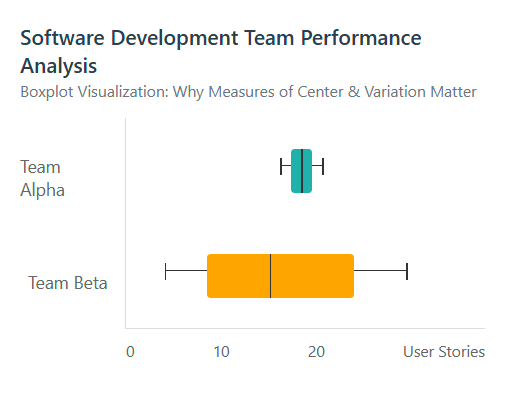 Software Development Team Performance
Analysis
Boxplot Visualization: Why Measures of Center & Variation Matter
Team
Alpha
Team Beta
0 10 20 User Stories